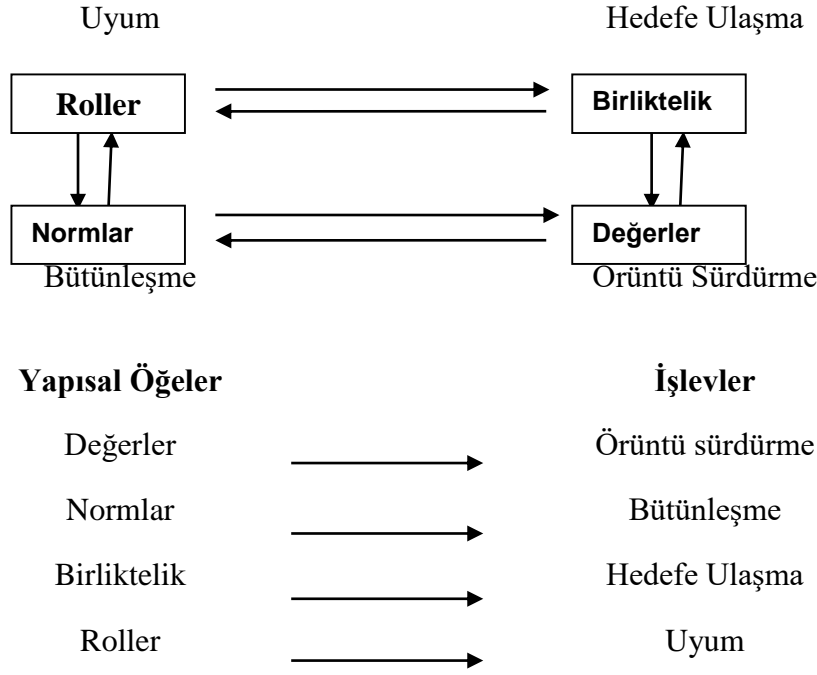 Uyum Hedefe Ulaşma
Roller Birliktelik
Normlar Değerler
Bütünleşme Örüntü Sürdürme
Yapısal Öğeler İşlevler
Değerler Örüntü sürdürme
Normlar Bütünleşme
Birliktelik Hedefe Ulaşma
Roller Uyum